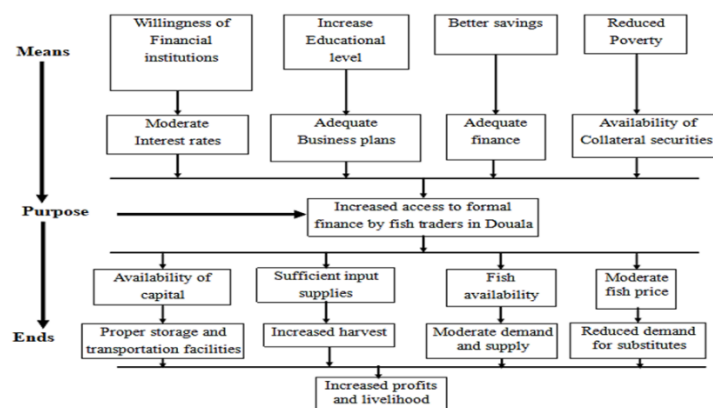 Means
Willingness of
Financial
institutions
Increase
Educational
level
Better savings
Reduced
Poverty
Moderate
Interest rates
Adequate
Business plans
Adequate
finance
Availability of
Collateral securities
Purpose
Increased access to formal
finance by fish traders in Douala
Availability of
capital
Sufficient input
supplies
Fish
availability
Moderate
fish price
Ends
Proper storage and
transportation facilities
Increased harvest
Moderate demand
and supply
Reduced demand
for substitutes
Increased profits
and livelihood